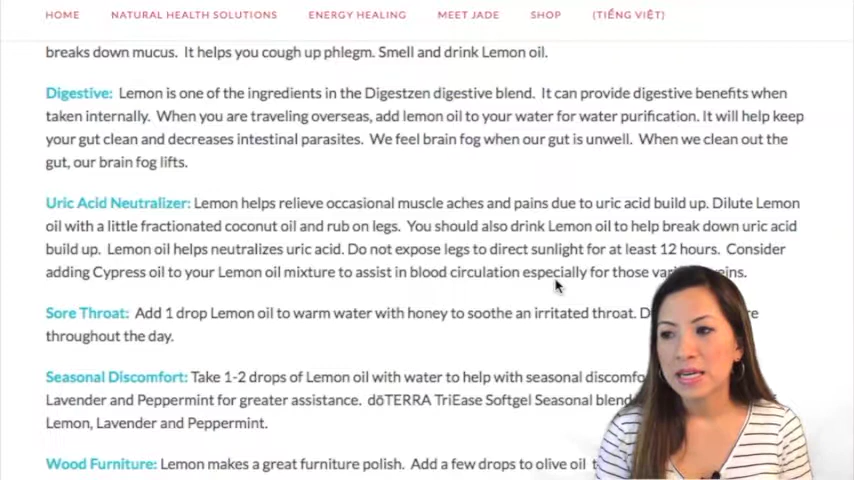 HOME NATURAL HEALTH SOLUTIONS ENERGY HEALING MEET JADE SHOP (TIẾNG VIỆT)
breaks down mucus. It helps you cough up phlegm. Smell and drink Lemon oil.
Digestive: Lemon is one of the ingredients in the Digestzen digestive blend. It can provide digestive benefits when
taken internally. When you are traveling overseas, add lemon oil to your water for water purification. It will help keep
your gut clean and decreases intestinal parasites. We feel brain fog when our gut is unwell. When we clean out the
gut, our brain fog lifts.
Uric Acid Neutralizer: Lemon helps relieve occasional muscle aches and pains due to uric acid build up. Dilute Lemon
oil with a little fractionated coconut oil and rub on legs. You should also drink Lemon oil to help break down uric acid
build up. Lemon oil helps neutralizes uric acid. Do not expose legs to direct sunlight for at least 12 hours. Consider
adding Cypress oil to your Lemon oil mixture to assist in blood circulation especially for those
Sore Throat: Add 1 drop Lemon oil to warm water with honey to soothe an irritated throat.
throughout the day.
Seasonal Discomfort: Take 1-2 drops of Lemon oil with water to help with seasonal
Lavender and Peppermint for greater assistance. dōTERRA TriEase Softgel Seasonal
Lemon, Lavender and Peppermint.
Wood Furniture: Lemon makes a great furniture polish. Add a few drops to olive oil